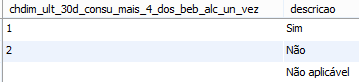 chdim_ult_30d_consu_mais_4_dos_beb_alc_un_vez descricao
1 Sim
2 Não
Não aplicável